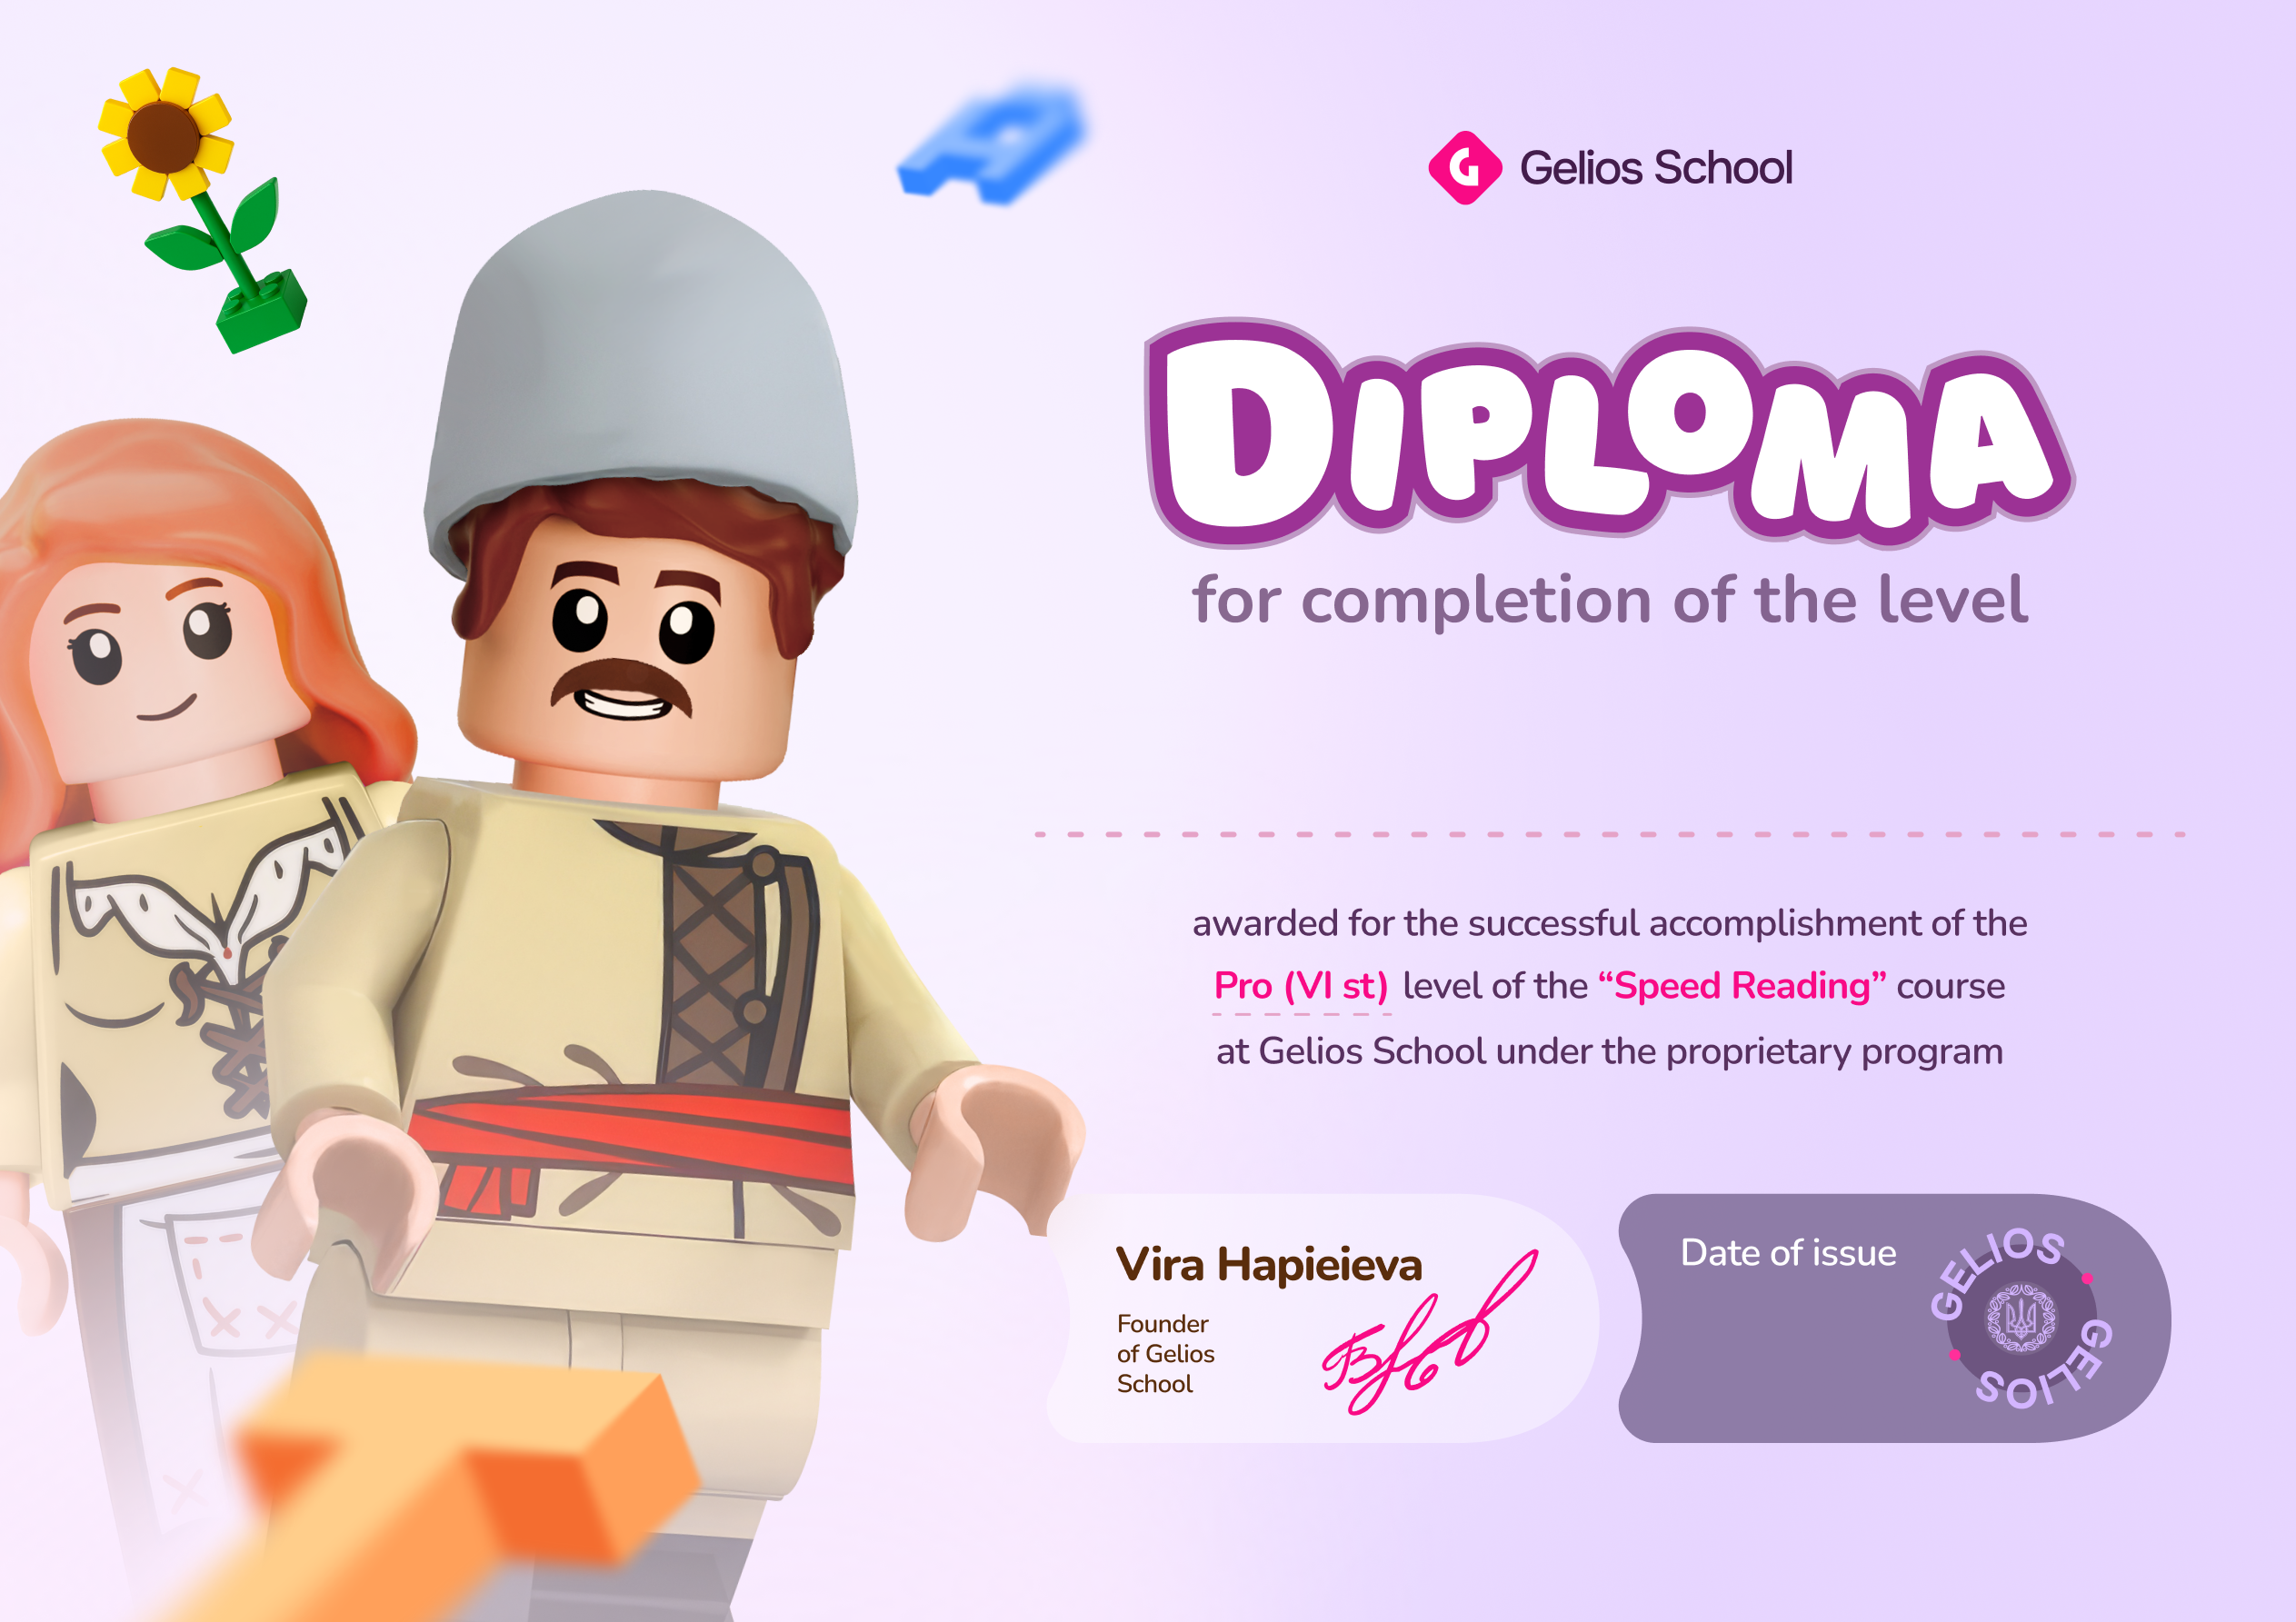 Gelios School
DIPLOMA
for completion of the level
awarded for the successful accomplishment of the
Pro (VI st) level of the “Speed Reading” course
at Gelios School under the proprietary program
Vira Hapieieva
Founder
of Gelios
School
Date of issue
GELIOS
GELIOS